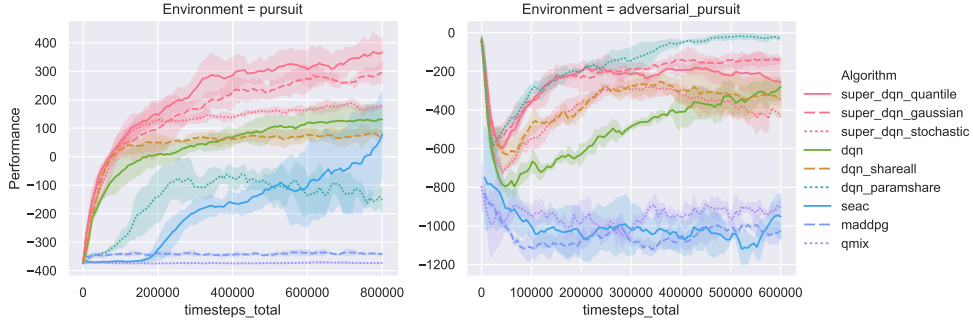 Environment = pursuit
400
300
200
100
0
−100
−200
−300
−400
Performance
0
200000
400000
600000
800000
timesteps_total
Environment = adversarial_pursuit
0
−200
−400
−600
−800
−1000
−1200
0
100000
200000
300000
400000
500000
600000
timesteps_total
Algorithm
super_dqn_quantile
super_dqn_gaussian
super_dqn_stochastic
dqn
dqn_shareall
dqn_paramshare
seac
maddpg
qmix